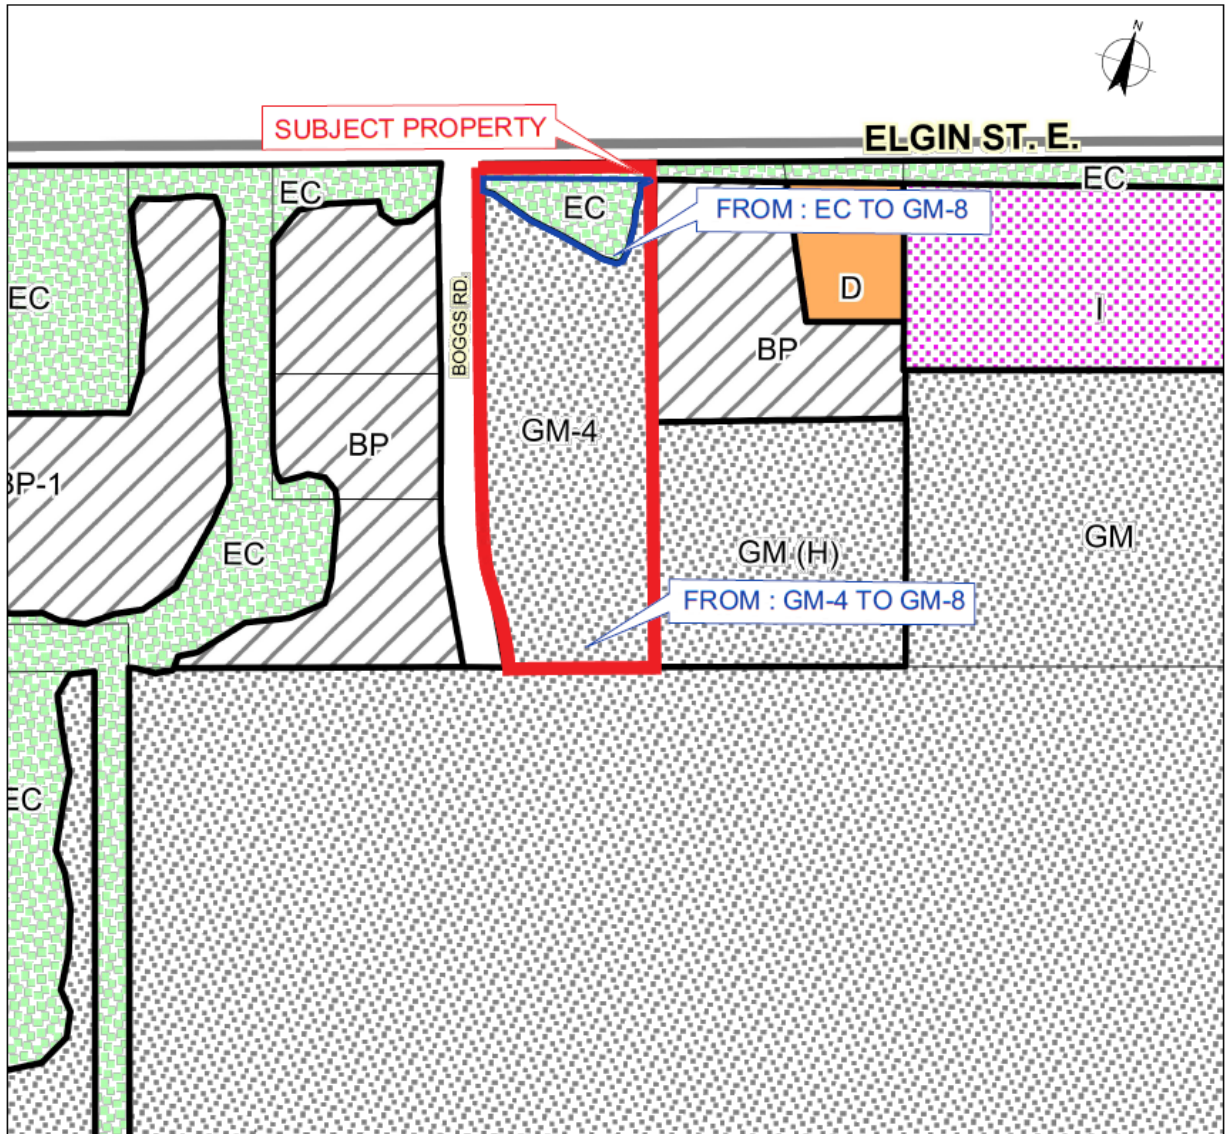 N
SUBJECT PROPERTY
ELGIN ST. E.
EC
EC
EC
FROM : EC TO GM-8
EC
BOGGS RD.
D
I
BP
GM-4
BP
BP-1
EC
GM (H)
GM
FROM : GM-4 TO GM-8
EC